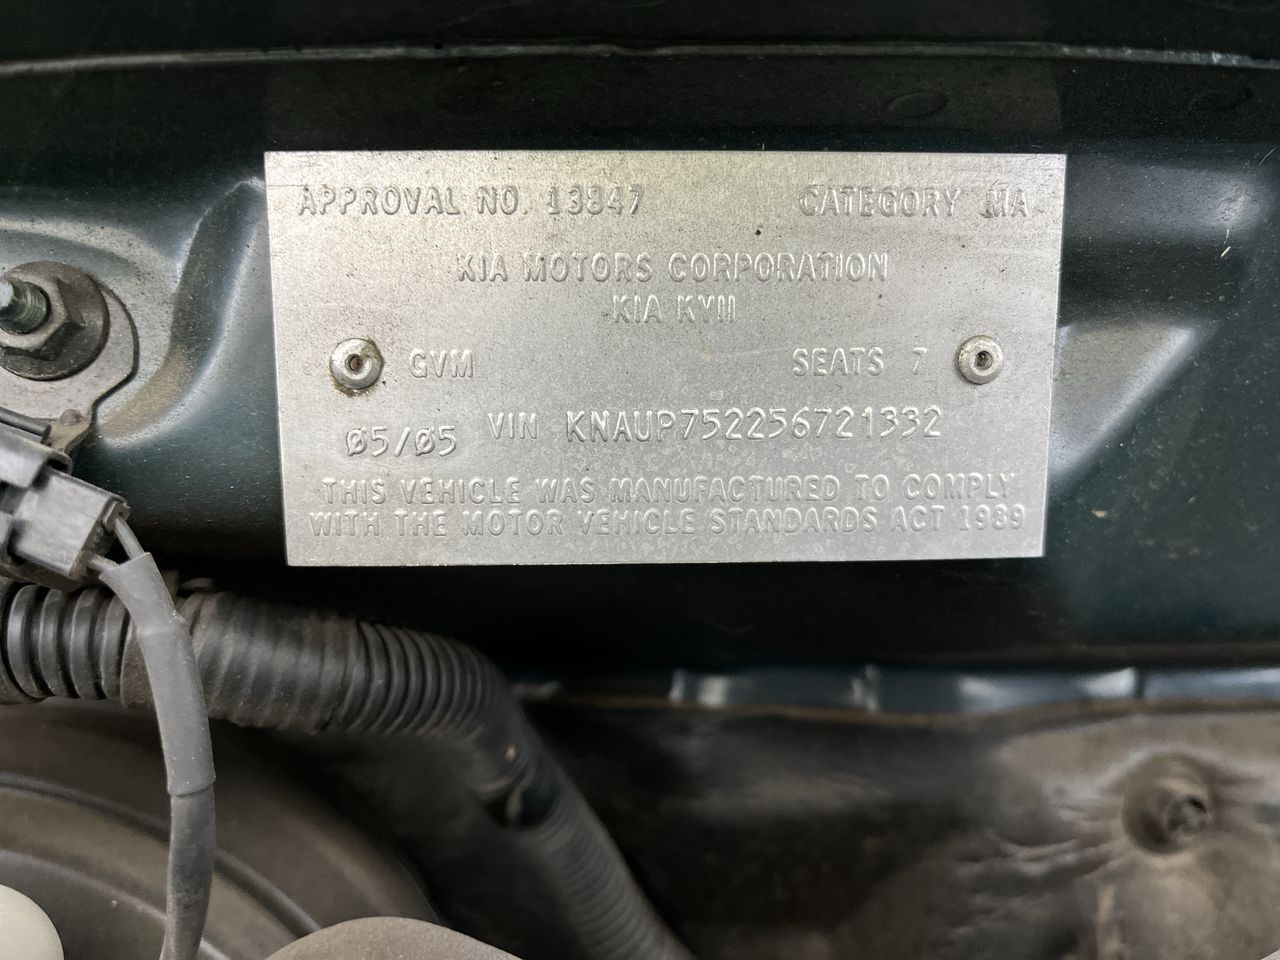 APPROVAL NO. 13847 CATEGORY MA
KIA MOTORS CORPORATION
KIA KVII
GVM SEATS 7
Ø5/Ø5 VIN KNAUP752256721332
THIS VEHICLE WAS MANUFACTURED TO COMPLY
WITH THE MOTOR VEHICLE STANDARDS ACT 1989